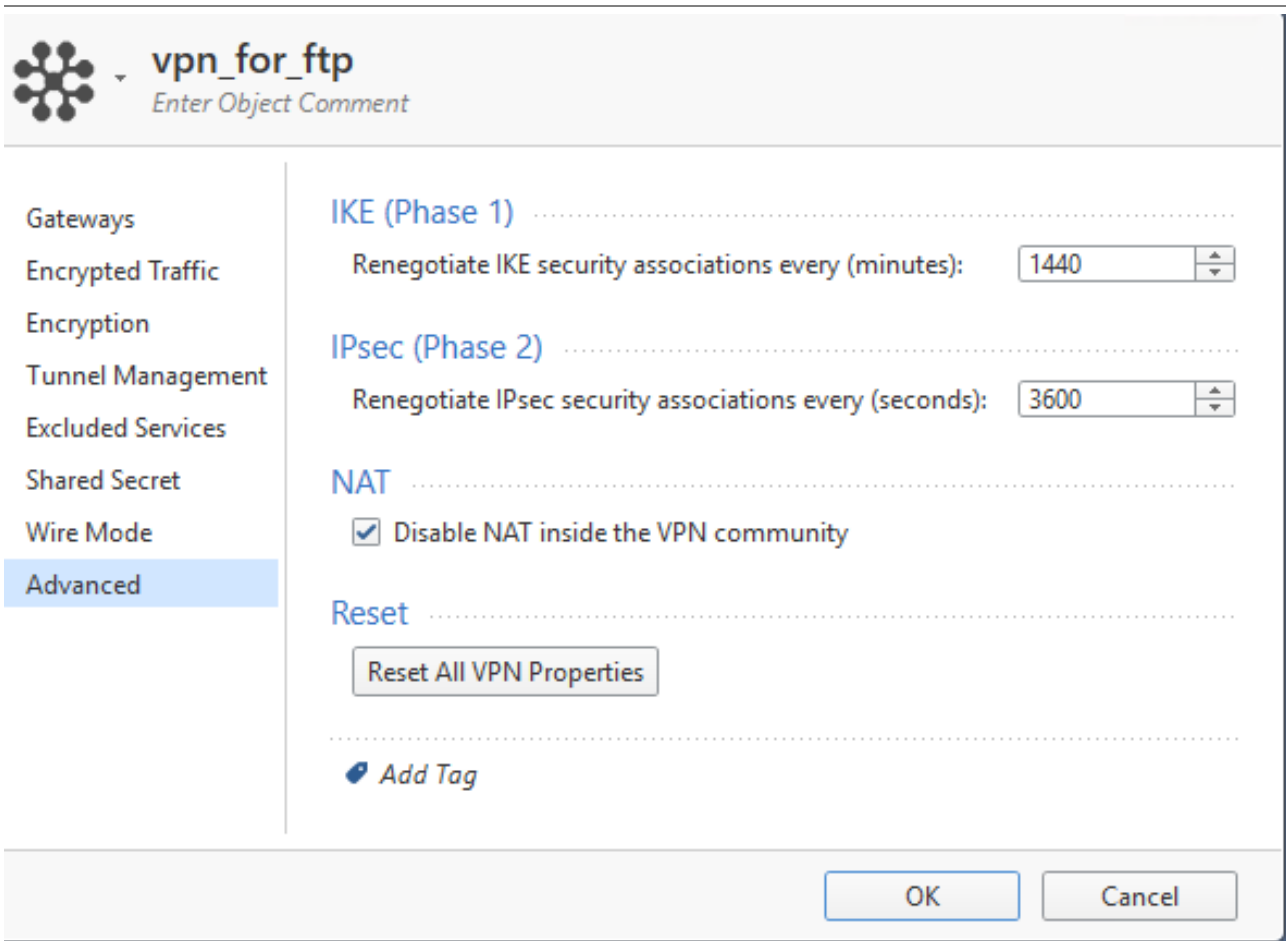 vpn_for_ftp
Enter Object Comment
Gateways
Encrypted Traffic
Encryption
Tunnel Management
Excluded Services
Shared Secret
Wire Mode
Advanced
IKE (Phase 1)
Renegotiate IKE security associations every (minutes): 1440
IPsec (Phase 2)
Renegotiate IPsec security associations every (seconds): 3600
NAT
Disable NAT inside the VPN community
Reset
Reset All VPN Properties
Add Tag
OK Cancel